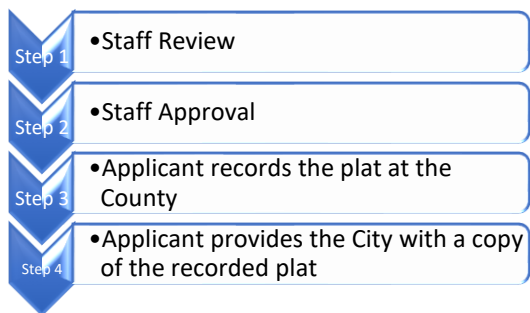 Step 1
•Staff Review
Step 2
•Staff Approval
Step 3
•Applicant records the plat at the
County
Step 4
•Applicant provides the City with a copy
of the recorded plat